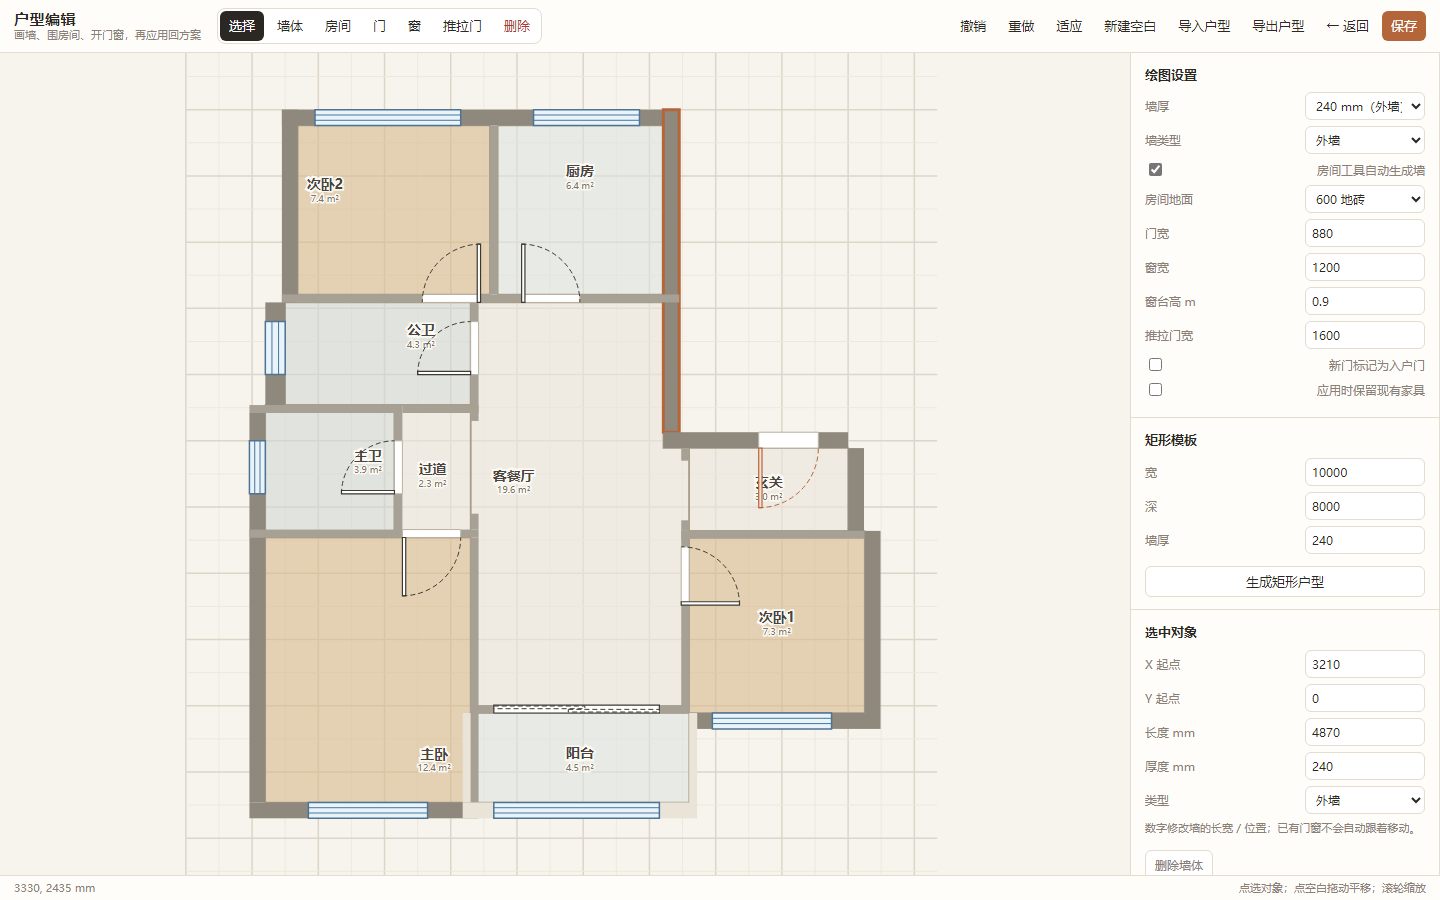 户型编辑
画墙、围房间、开门窗，再应用回方案
选择
墙体
房间
门
窗
推拉门
删除
撤销
重做
适应
新建空白
导入户型
导出户型
← 返回
保存
次卧2
7.4 m²
厨房
6.4 m²
公卫
4.3 m²
主卫
3.9 m²
过道
2.3 m²
客餐厅
19.6 m²
玄关
3.0 m²
次卧1
7.3 m²
主卧
12.4 m²
阳台
4.5 m²
绘图设置
墙厚
240 mm（外墙）
墙类型
外墙
房间工具自动生成墙
房间地面
600 地砖
门宽
880
窗宽
1200
窗台高 m
0.9
推拉门宽
1600
新门标记为入户门
应用时保留现有家具
矩形模板
宽
10000
深
8000
墙厚
240
生成矩形户型
选中对象
X 起点
3210
Y 起点
0
长度 mm
4870
厚度 mm
240
类型
外墙
数字修改墙的长宽 / 位置；已有门窗不会自动跟着移动。
删除墙体
3330, 2435 mm
点选对象；点空白拖动平移；滚轮缩放